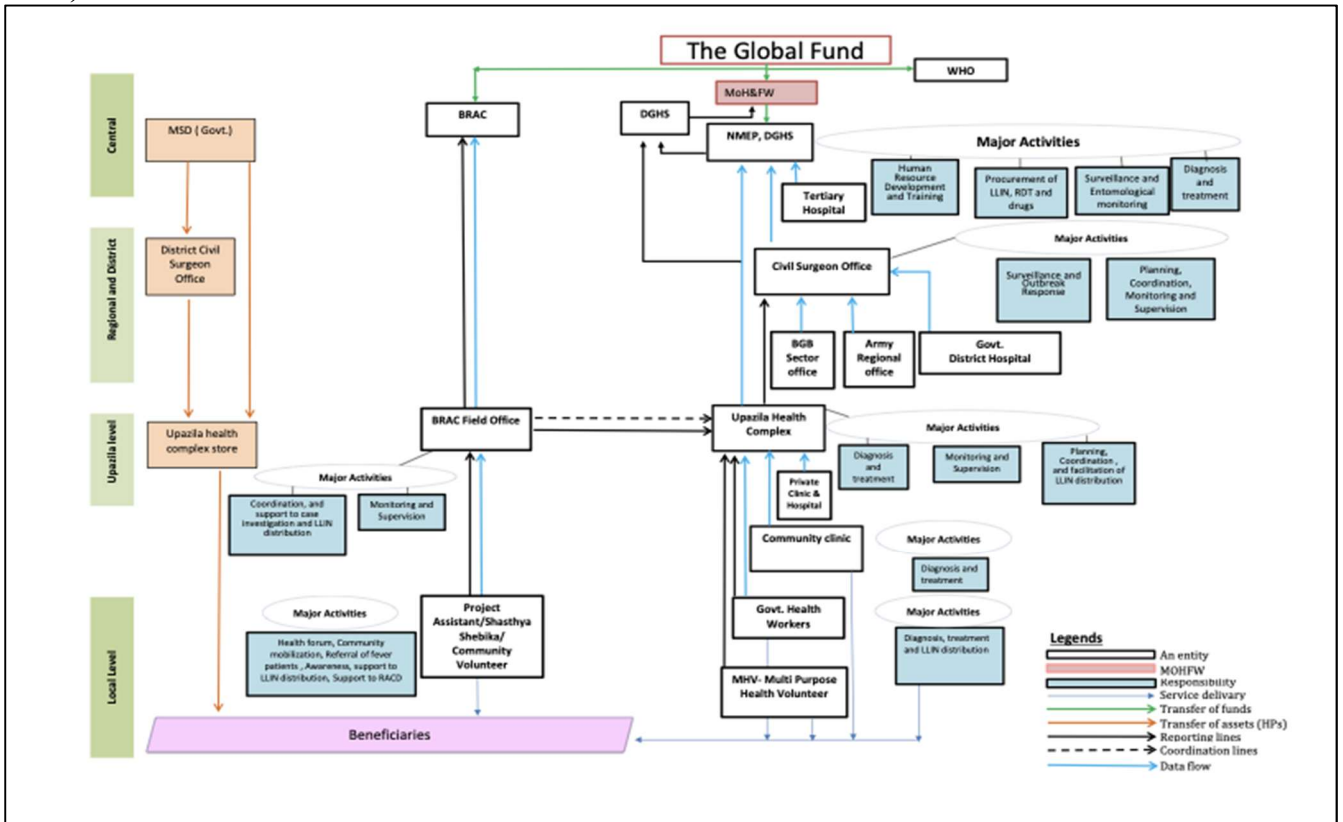 The Global Fund
WHO
MoH&FW
BRAC
DGHS
NMEP, DGHS
Central
MSD ( Govt.)
Major Activities
Human
Resource
Development
and Training
Procurement of
LLIN, RDT and
drugs
Surveillance and
Entomological
monitoring
Diagnosis
and
treatment
Tertiary
Hospital
Regional and District
District Civil
Surgeon
Office
Civil Surgeon Office
Major Activities
Surveillance and
Outbreak
Response
Planning,
Coordination,
Monitoring and
Supervision
BGB
Sector
office
Army
Regional
office
Govt.
District Hospital
Upazila level
Upazila health
complex store
BRAC Field Office
Upazila Health
Complex
Major Activities
Diagnosis
and
treatment
Monitoring and
Supervision
Planning,
Coordination ,
and facilitation of
LLIN distribution
Major Activities
Coordination, and
support to case
investigation and LLIN
distribution
Monitoring and
Supervision
Private
Clinic &
Hospital
Community clinic
Major Activities
Diagnosis and
treatment
Local Level
Major Activities
Health forum, Community
mobilization, Referral of fever
patients , Awareness, support to
LLIN distribution, Support to RACD
Project
Assistant/Shasthya
Shebika/
Community
Volunteer
Govt. Health
Workers
Major Activities
Diagnosis, treatment
and LLIN distribution
MHV- Multi Purpose
Health Volunteer
Beneficiaries
Legends
An entity
MOHFW
Responsibility
Service delivery
Transfer of funds
Transfer of assets (HPs)
Reporting lines
Coordination lines
Data flow